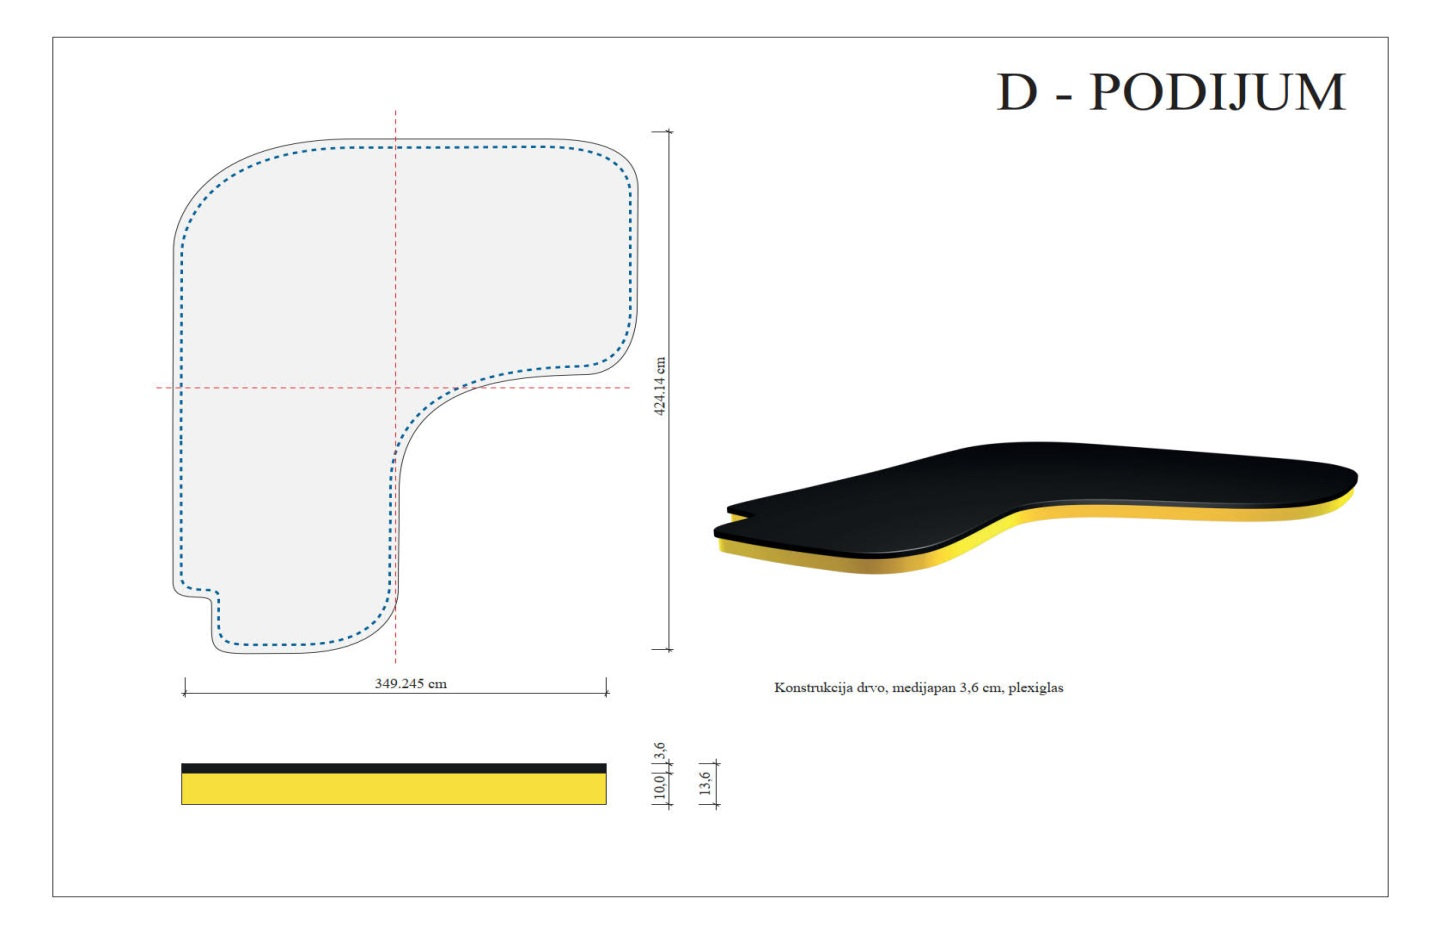 D - PODIJUM
424.14 cm
349.245 cm
Konstrukcija drvo, medijapan 3,6 cm, plexiglas
3,6
10,0
13,6